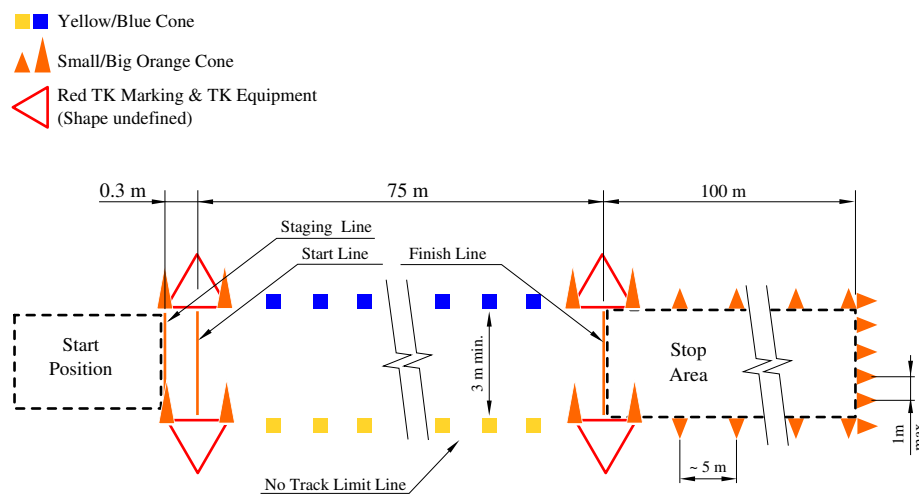 Yellow/Blue Cone
Small/Big Orange Cone
Red TK Marking & TK Equipment
(Shape undefined)
0.3 m
75 m
100 m
Staging Line
Start Line
Finish Line
Start
Position
3 m min.
Stop
Area
1m
max.
~ 5 m
No Track Limit Line